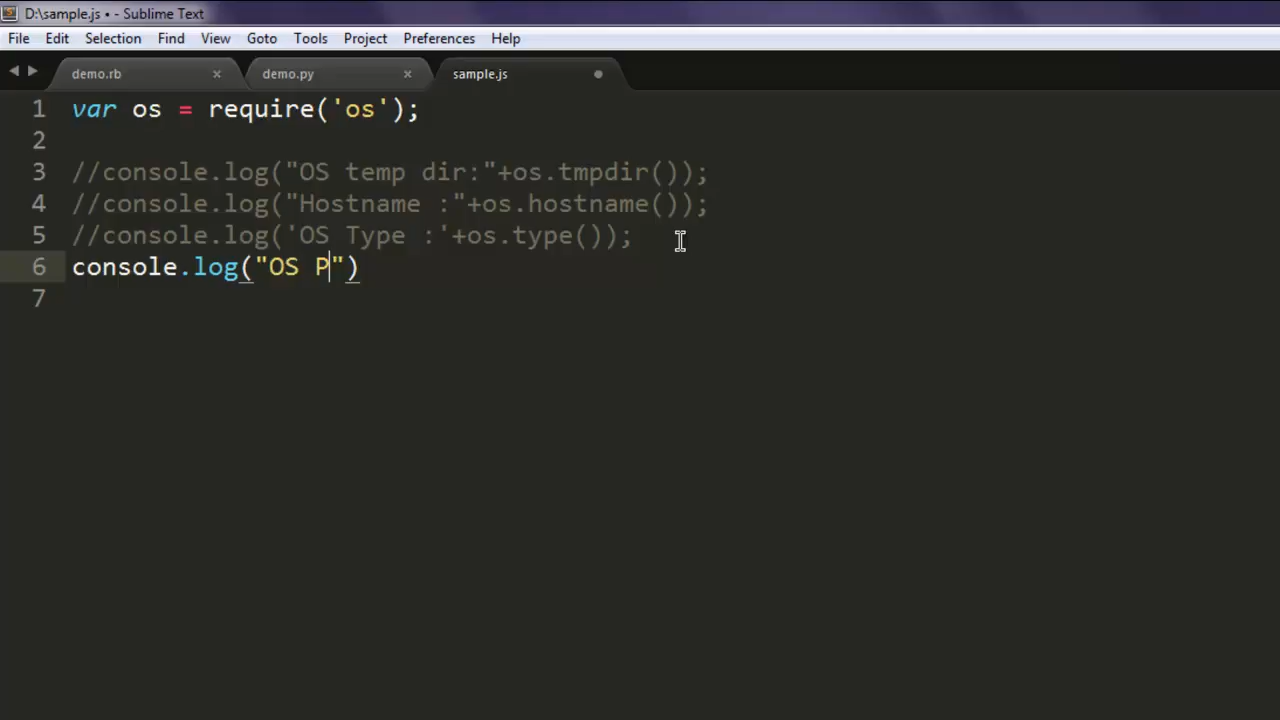 D:\sample.js • - Sublime Text
File Edit Selection Find View Goto Tools Project Preferences Help
demo.rb demo.py sample.js
1 var os = require('os');
2
3 //console.log("OS temp dir:"+os.tmpdir());
4 //console.log("Hostname :"+os.hostname());
5 //console.log('OS Type :'+os.type());
6 console.log("OS P")
7